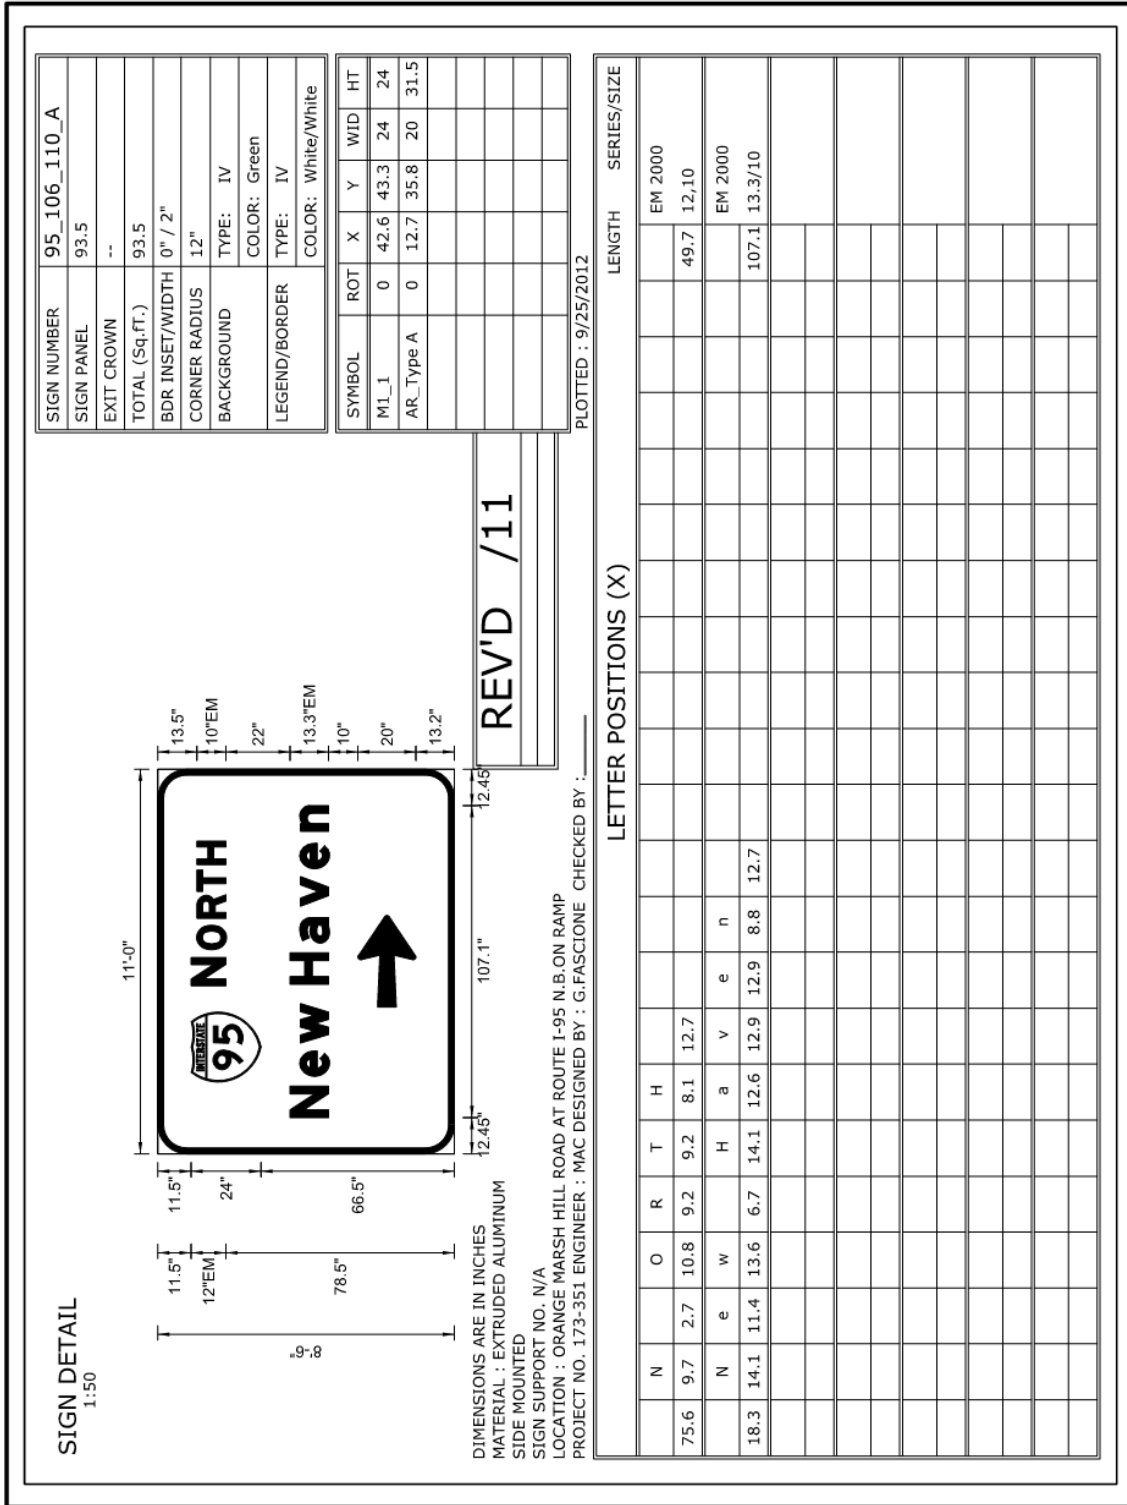 SIGN DETAIL
1:50
11'-0"
8'-6"
11.5"
12"EM
78.5"
11.5"
24"
66.5"
INTERSTATE
95
NORTH
New Haven
13.5"
10"EM
22"
13.3"EM
10"
20"
13.2"
12.45"
107.1"
12.45"
DIMENSIONS ARE IN INCHES
MATERIAL : EXTRUDED ALUMINUM
SIDE MOUNTED
SIGN SUPPORT NO. N/A
LOCATION : ORANGE MARSH HILL ROAD AT ROUTE I-95 N.B.ON RAMP
PROJECT NO. 173-351 ENGINEER : MAC DESIGNED BY : G.FASCIONE CHECKED BY :
REV'D /11
SIGN NUMBER 95_106_110_A
SIGN PANEL 93.5
EXIT CROWN --
TOTAL (Sq.fT.) 93.5
BDR INSET/WIDTH 0" / 2"
CORNER RADIUS 12"
BACKGROUND TYPE: IV
COLOR: Green
LEGEND/BORDER TYPE: IV
COLOR: White/White
SYMBOL ROT X Y WID HT
M1_1 0 42.6 43.3 24 24
AR_Type A 0 12.7 35.8 20 31.5
PLOTTED : 9/25/2012
LETTER POSITIONS (X) LENGTH SERIES/SIZE
N O R T H EM 2000
75.6 9.7 2.7 10.8 9.2 9.2 8.1 12.7 49.7 12,10
N e w H a v e n EM 2000
18.3 14.1 11.4 13.6 6.7 14.1 12.6 12.9 12.9 8.8 12.7 107.1 13.3/10